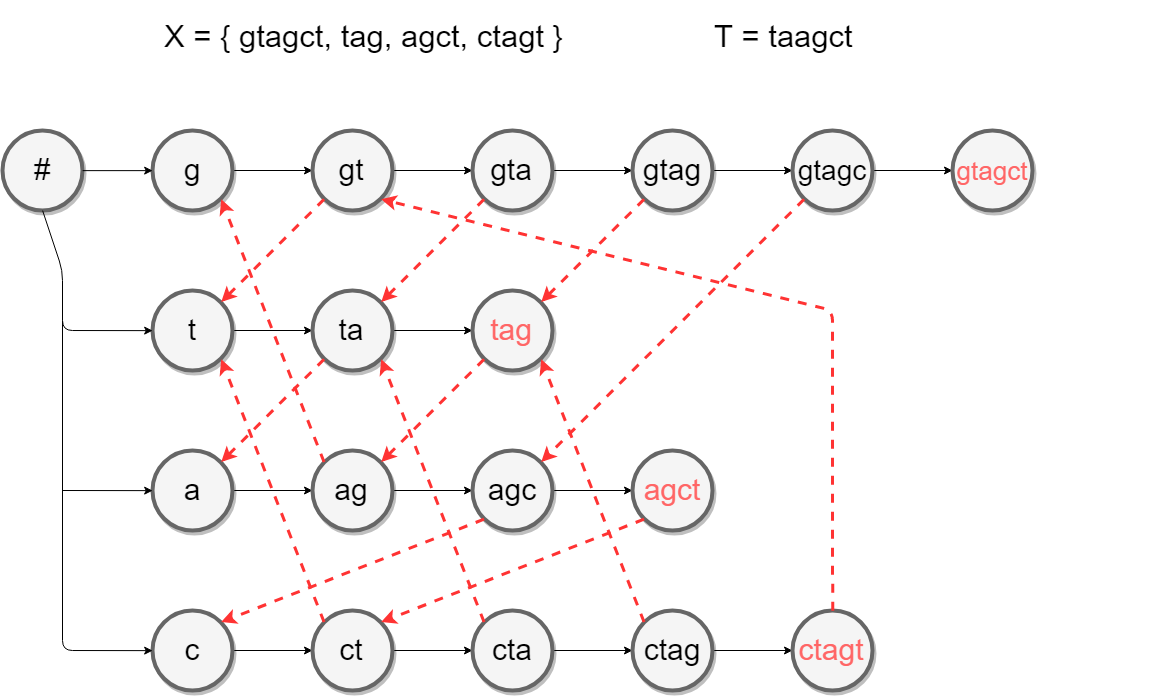 X = { gtagct, tag, agct, ctagt } T = taagct
# g gt gta gtag gtagc gtagct
t ta tag
a ag agc agct
c ct cta ctag ctagt